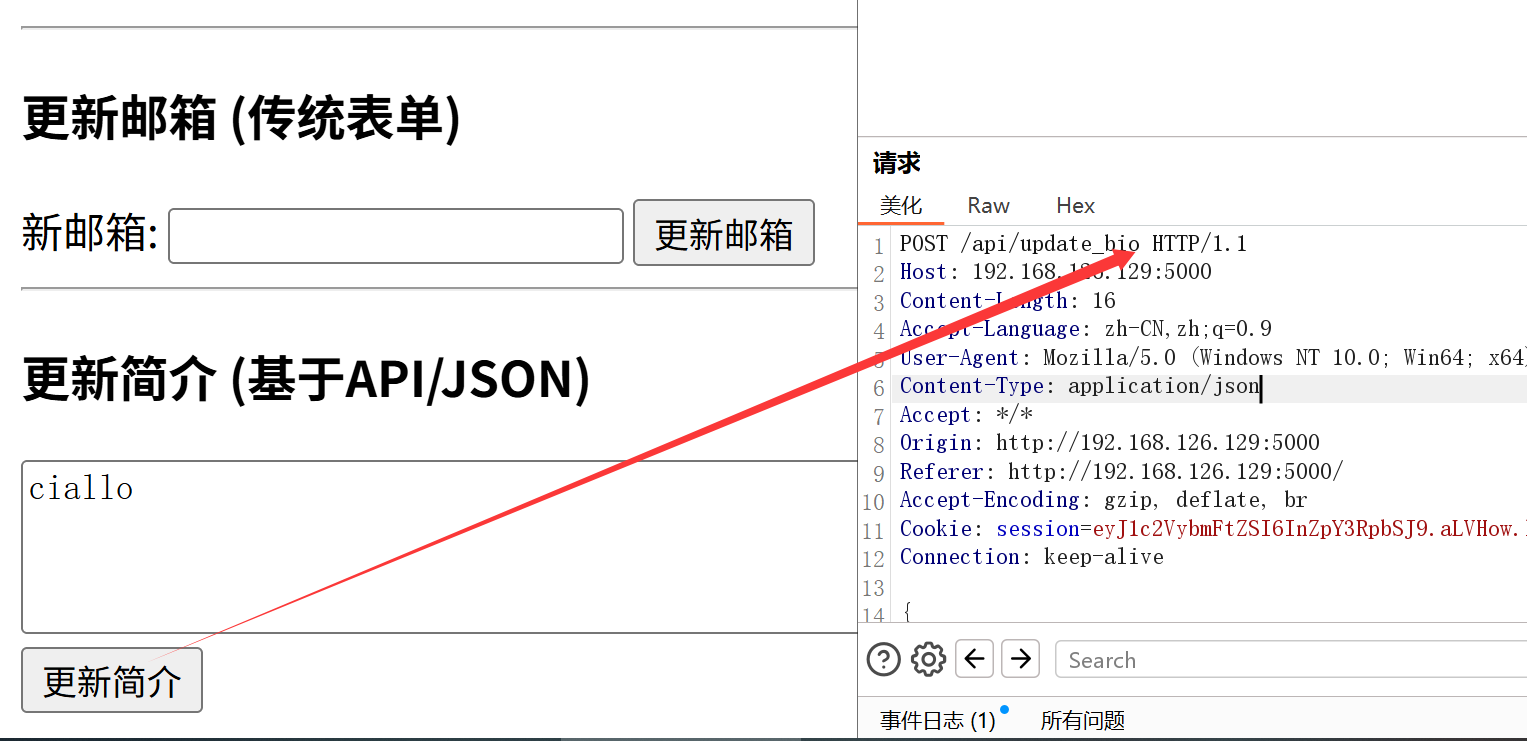 更新邮箱 (传统表单)
新邮箱:
更新邮箱
更新简介 (基于API/JSON)
ciallo
更新简介
请求
美化 Raw Hex
1 POST /api/update_bio HTTP/1.1
2 Host: 192.168.126.129:5000
3 Content-Length: 16
4 Accept-Language: zh-CN,zh;q=0.9
5 User-Agent: Mozilla/5.0 (Windows NT 10.0; Win64; x64)
6 Content-Type: application/json
7 Accept: */*
8 Origin: http://192.168.126.129:5000
9 Referer: http://192.168.126.129:5000/
10 Accept-Encoding: gzip, deflate, br
11 Cookie: session=eyJ1c2VybmFtZSI6InZpY3RpbSJ9.aLVHow.
12 Connection: keep-alive
13
14 {
Search
事件日志 (1) 所有问题